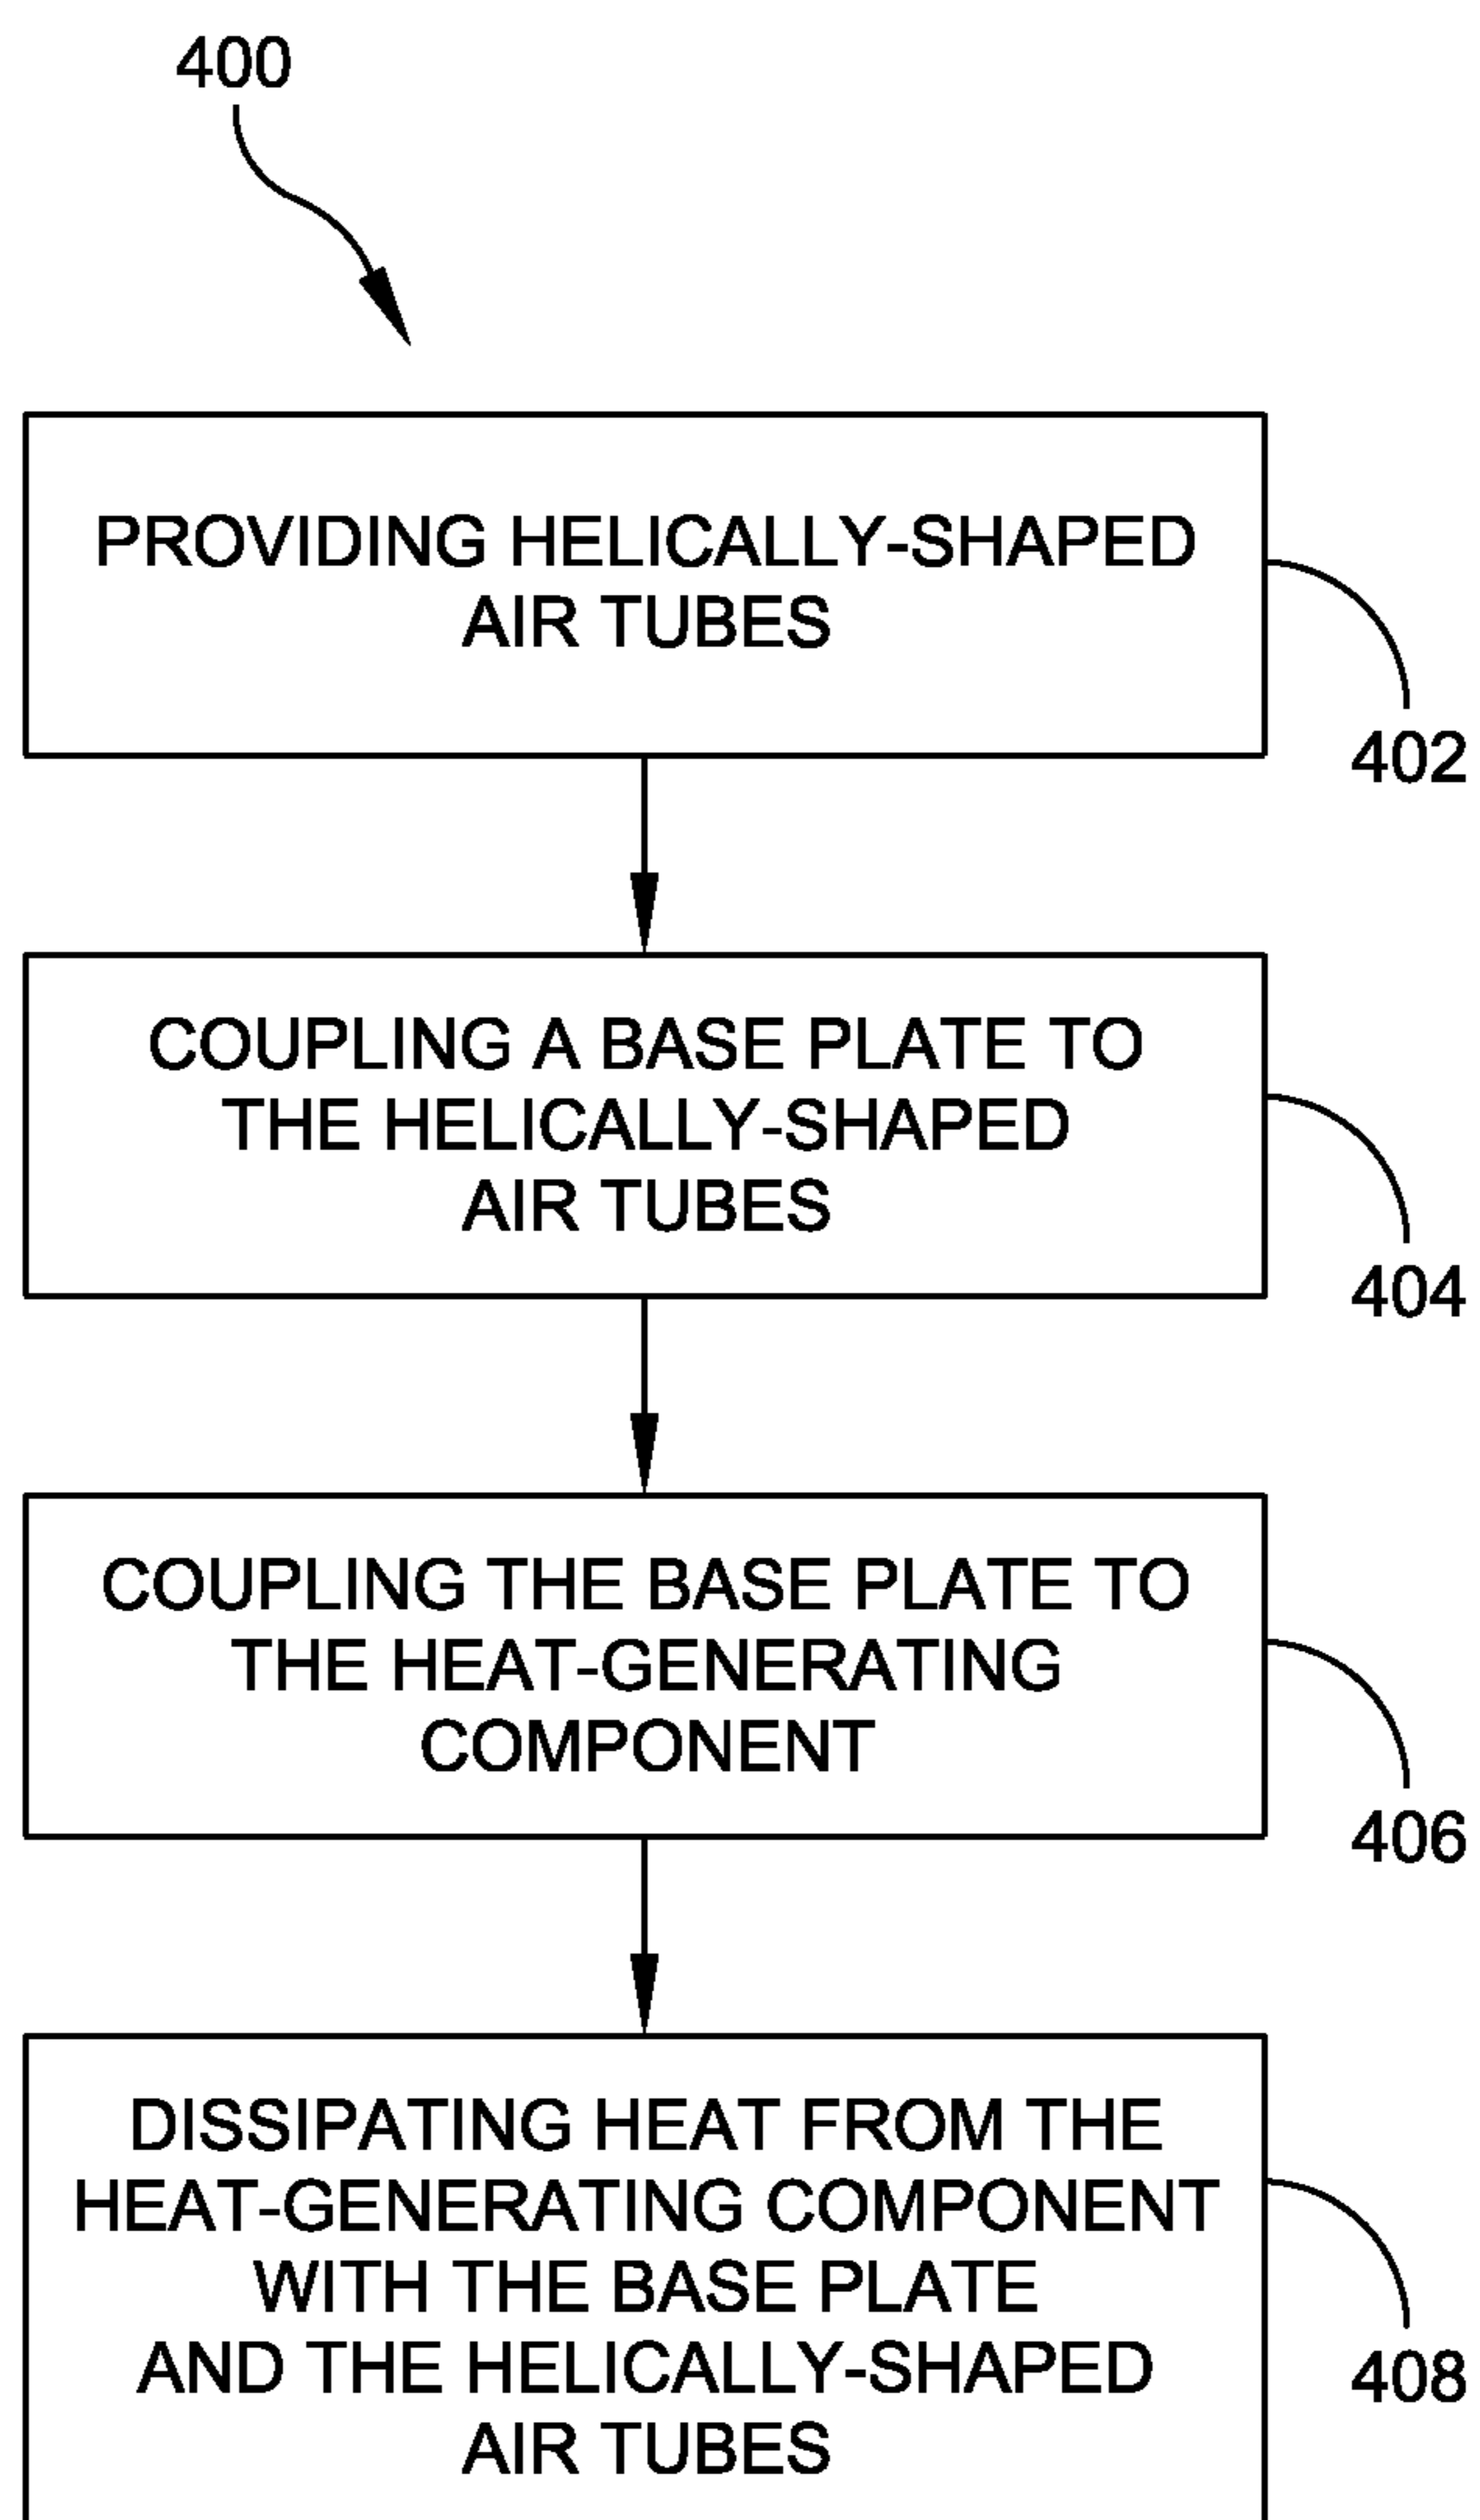 400
PROVIDING HELICALLY-SHAPED
AIR TUBES
402
COUPLING A BASE PLATE TO
THE HELICALLY-SHAPED
AIR TUBES
404
COUPLING THE BASE PLATE TO
THE HEAT-GENERATING
COMPONENT
406
DISSIPATING HEAT FROM THE
HEAT-GENERATING COMPONENT
WITH THE BASE PLATE
AND THE HELICALLY-SHAPED
AIR TUBES
408